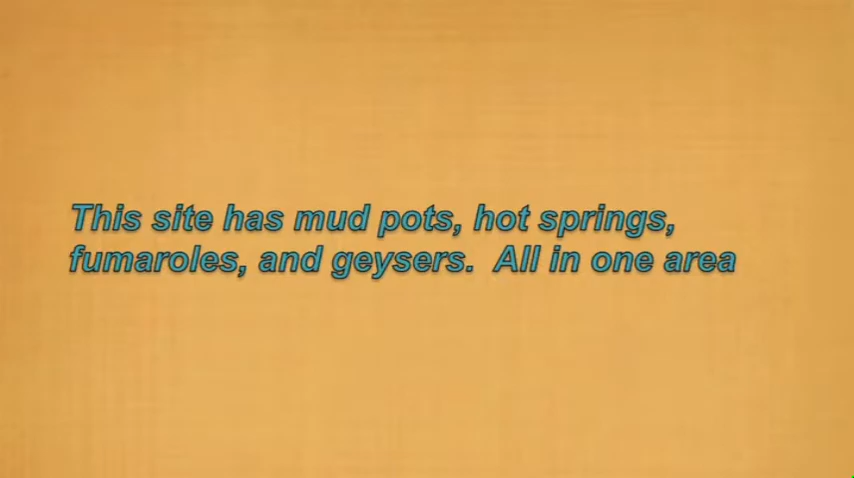 This site has mud pots, hot springs,
fumaroles, and geysers.  All in one area